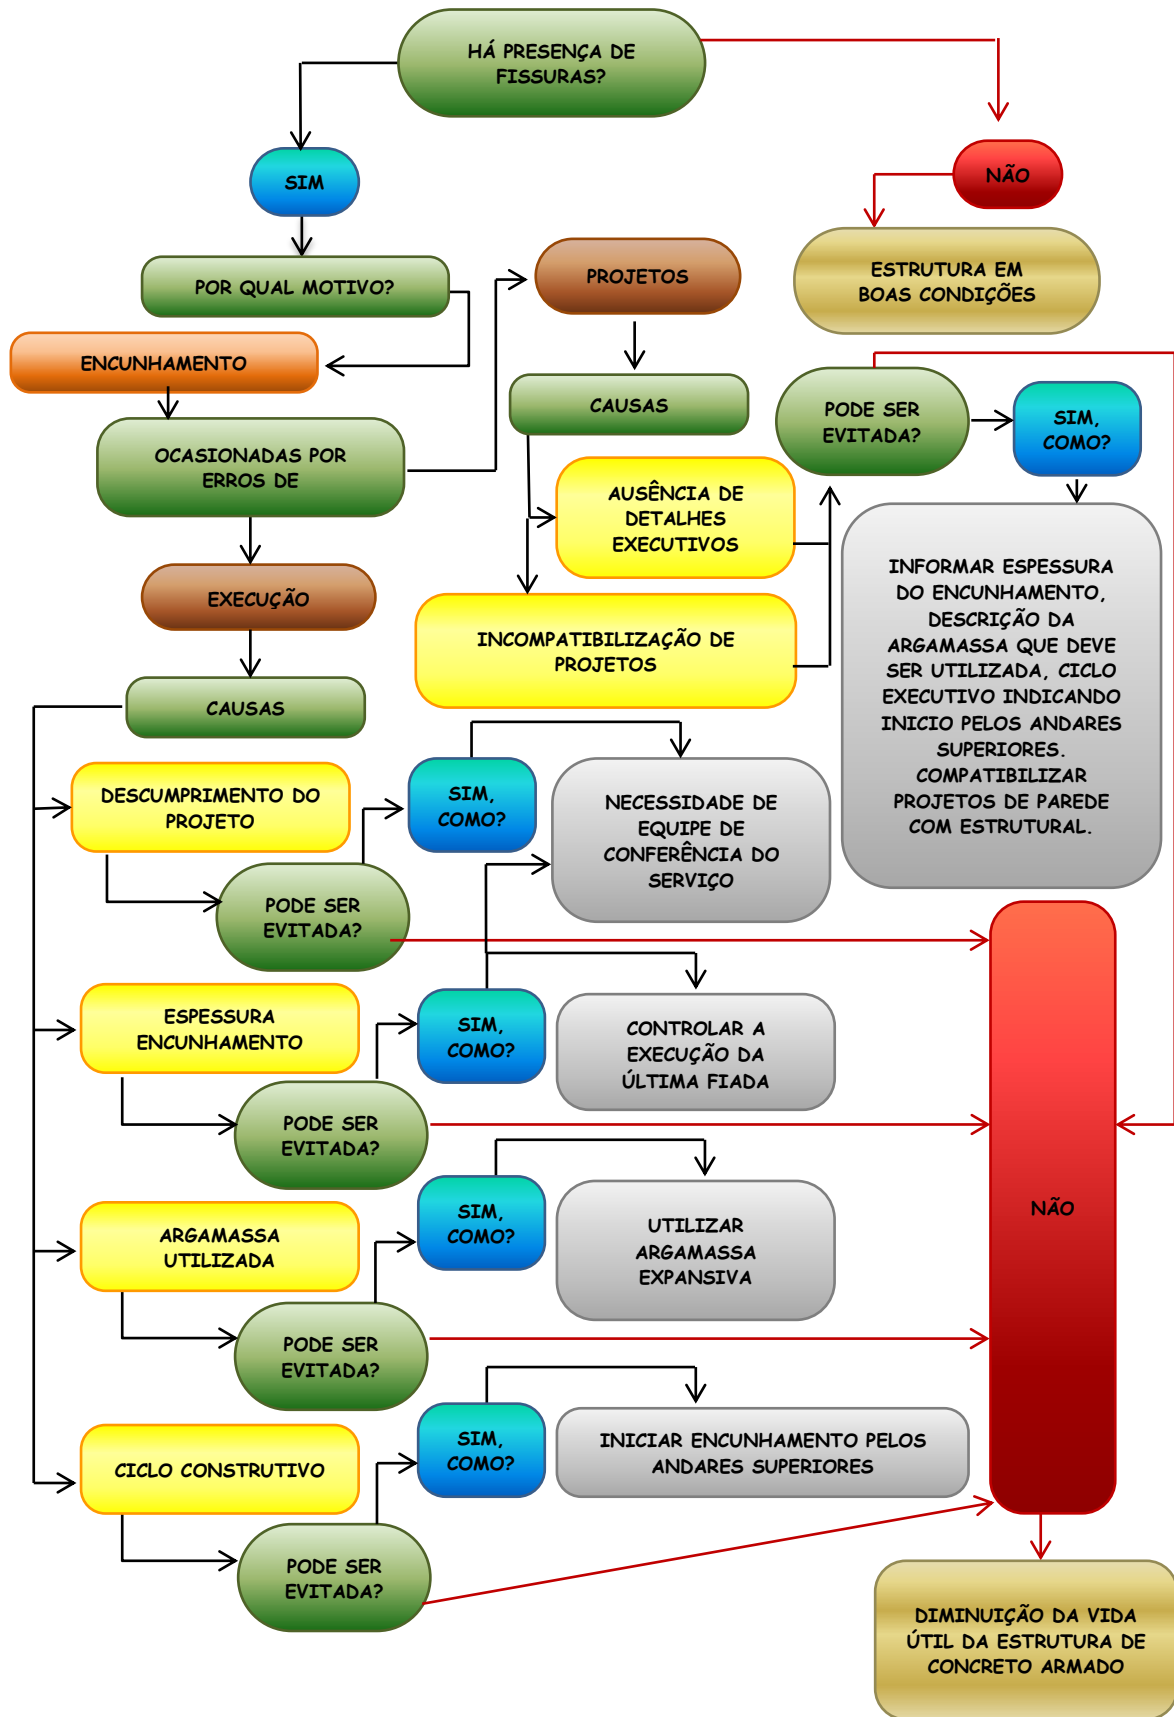 HÁ PRESENÇA DE
FISSURAS?
SIM
NÃO
POR QUAL MOTIVO?
PROJETOS
ESTRUTURA EM
BOAS CONDIÇÕES
ENCUNHAMENTO
CAUSAS
PODE SER
EVITADA?
SIM,
COMO?
OCASIONADAS POR
ERROS DE
AUSÊNCIA DE
DETALHES
EXECUTIVOS
INFORMAR ESPESSURA
DO ENCUNHAMENTO,
DESCRIÇÃO DA
ARGAMASSA QUE DEVE
SER UTILIZADA, CICLO
EXECUTIVO INDICANDO
INICIO PELOS ANDARES
SUPERIORES.
COMPATIBILIZAR
PROJETOS DE PAREDE
COM ESTRUTURAL.
EXECUÇÃO
INCOMPATIBILIZAÇÃO DE
PROJETOS
CAUSAS
DESCUMPRIMENTO DO
PROJETO
SIM,
COMO?
NECESSIDADE DE
EQUIPE DE
CONFERÊNCIA DO
SERVIÇO
PODE SER
EVITADA?
ESPESSURA
ENCUNHAMENTO
SIM,
COMO?
CONTROLAR A
EXECUÇÃO DA
ÚLTIMA FIADA
PODE SER
EVITADA?
NÃO
ARGAMASSA
UTILIZADA
SIM,
COMO?
UTILIZAR
ARGAMASSA
EXPANSIVA
PODE SER
EVITADA?
CICLO CONSTRUTIVO
SIM,
COMO?
INICIAR ENCUNHAMENTO PELOS
ANDARES SUPERIORES
PODE SER
EVITADA?
DIMINUIÇÃO DA VIDA
ÚTIL DA ESTRUTURA DE
CONCRETO ARMADO